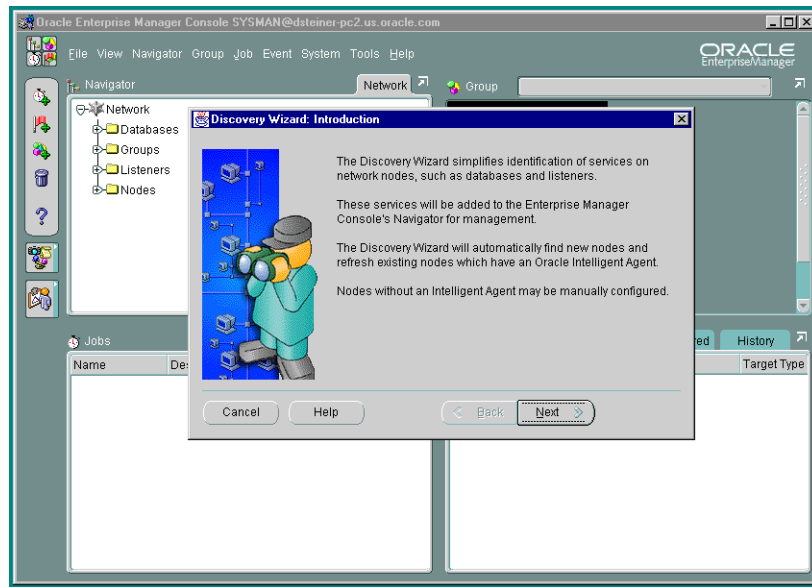 Oracle Enterprise Manager Console SYSMAN@dsteiner-pc2.us.oracle.com
File View Navigator Group Job Event System Tools Help
ORACLE
EnterpriseManager
Navigator
Network
Group
Network
Databases
Groups
Listeners
Nodes
Discovery Wizard: Introduction
The Discovery Wizard simplifies identification of services on
network nodes, such as databases and listeners.
These services will be added to the Enterprise Manager
Console's Navigator for management.
The Discovery Wizard will automatically find new nodes and
refresh existing nodes which have an Oracle Intelligent Agent.
Nodes without an Intelligent Agent may be manually configured.
Cancel Help Back Next
Jobs
History
Name
Target Type